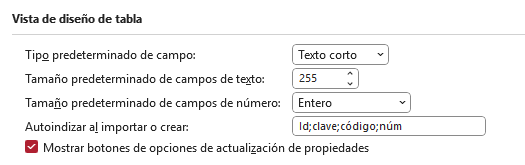 Vista de diseño de tabla
Tipo predeterminado de campo: Texto corto
Tamaño predeterminado de campos de texto: 255
Tamaño predeterminado de campos de número: Entero
Autoindizar al importar o crear: Id;clave;código;núm
Mostrar botones de opciones de actualización de propiedades